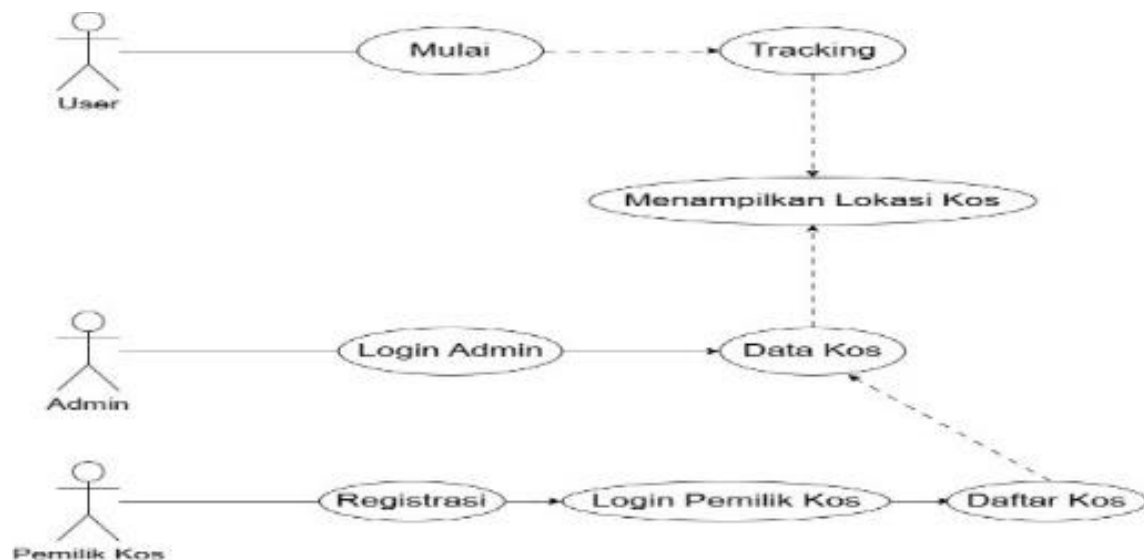 Mulai
Tracking
User
Menampilkan Lokasi Kos
Login Admin
Data Kos
Admin
Registrasi
Login Pemilik Kos
Daftar Kos
Pemilik Kos